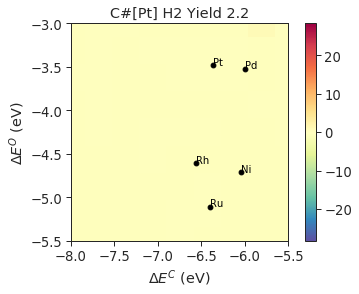 C#[Pt] H2 Yield 2.2
−3.0
−3.5
−4.0
−4.5
−5.0
−5.5
ΔE^O (eV)
Pt
Pd
Rh
Ni
Ru
−8.0 −7.5 −7.0 −6.5 −6.0 −5.5
ΔE^C (eV)
20
10
0
−10
−20